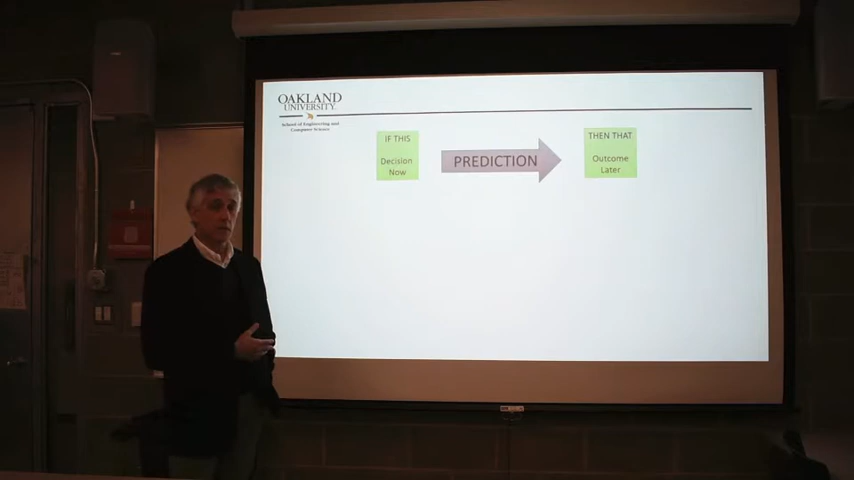 OAKLAND
UNIVERSITY
School of Engineering and
Computer Science
IF THIS
Decision
Now
PREDICTION
THEN THAT
Outcome
Later